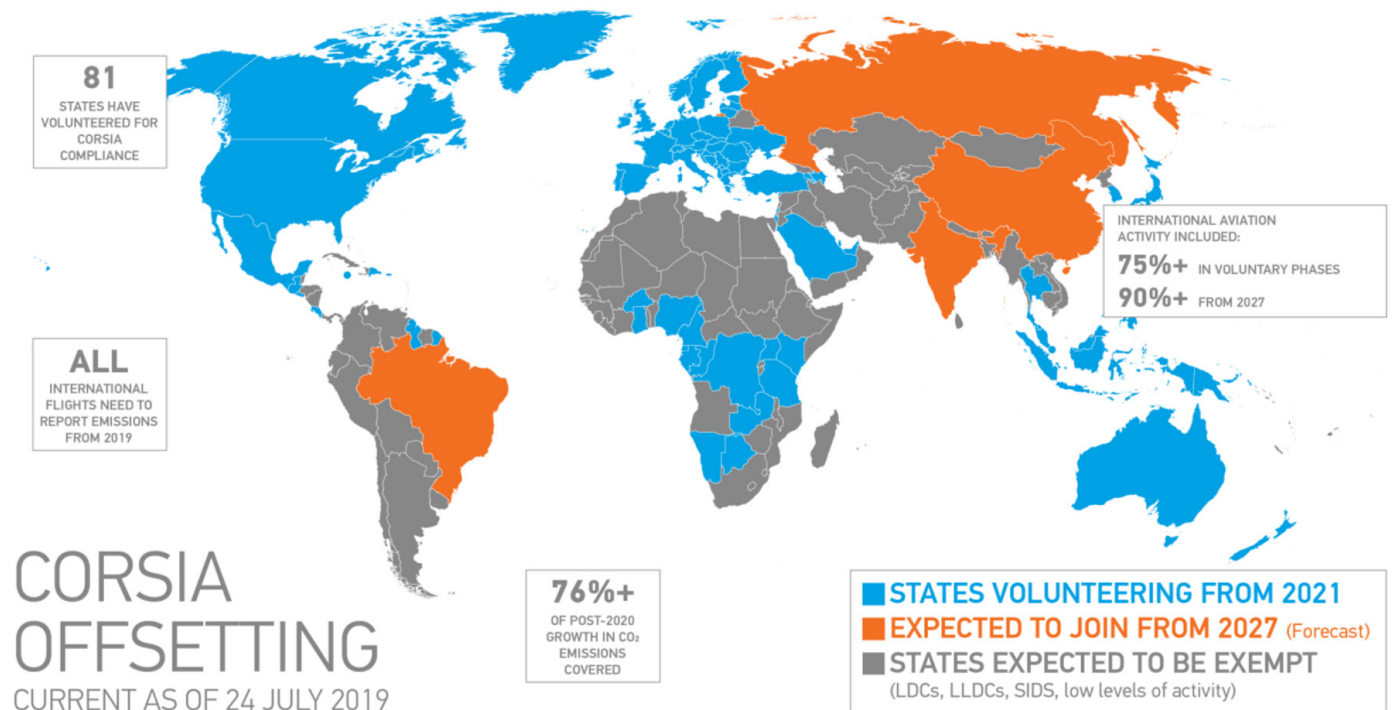 81
STATES HAVE
VOLUNTEERED FOR
CORSIA
COMPLIANCE
INTERNATIONAL AVIATION
ACTIVITY INCLUDED:
75%+ IN VOLUNTARY PHASES
90%+ FROM 2027
ALL
INTERNATIONAL
FLIGHTS NEED TO
REPORT EMISSIONS
FROM 2019
CORSIA
OFFSETTING
CURRENT AS OF 24 JULY 2019
76%+
OF POST-2020
GROWTH IN CO₂
EMISSIONS
COVERED
STATES VOLUNTEERING FROM 2021
EXPECTED TO JOIN FROM 2027 (Forecast)
STATES EXPECTED TO BE EXEMPT
(LDCs, LLDCs, SIDS, low levels of activity)